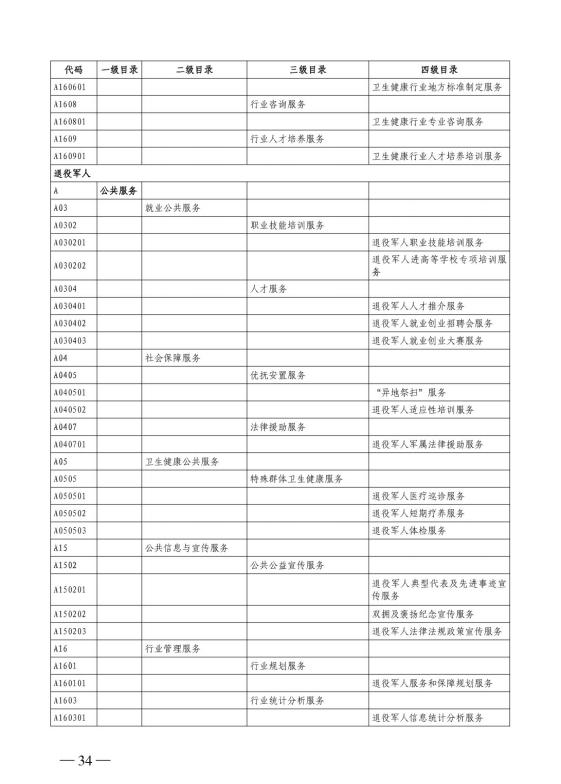 代码 一级目录 二级目录 三级目录 四级目录
A160601 卫生健康行业地方标准制定服务
A1608 行业咨询服务
A160801 卫生健康行业专业咨询服务
A1609 行业人才培养服务
A160901 卫生健康行业人才培养培训服务
退役军人
A 公共服务
A03 就业公共服务
A0302 职业技能培训服务
A030201 退役军人职业技能培训服务
A030202 退役军人进高等学校专项培训服
务
A0304 人才服务
A030401 退役军人人才推介服务
A030402 退役军人就业创业招聘会服务
A030403 退役军人就业创业大赛服务
A04 社会保障服务
A0405 优抚安置服务
A040501 “异地祭扫”服务
A040502 退役军人适应性培训服务
A0407 法律援助服务
A040701 退役军人军属法律援助服务
A05 卫生健康公共服务
A0505 特殊群体卫生健康服务
A050501 退役军人医疗巡诊服务
A050502 退役军人短期疗养服务
A050503 退役军人体检服务
A15 公共信息与宣传服务
A1502 公共公益宣传服务
A150201 退役军人典型代表及先进事迹宣
传服务
A150202 双拥及褒扬纪念宣传服务
A150203 退役军人法律法规政策宣传服务
A16 行业管理服务
A1601 行业规划服务
A160101 退役军人服务和保障规划服务
A1603 行业统计分析服务
A160301 退役军人信息统计分析服务
— 34 —